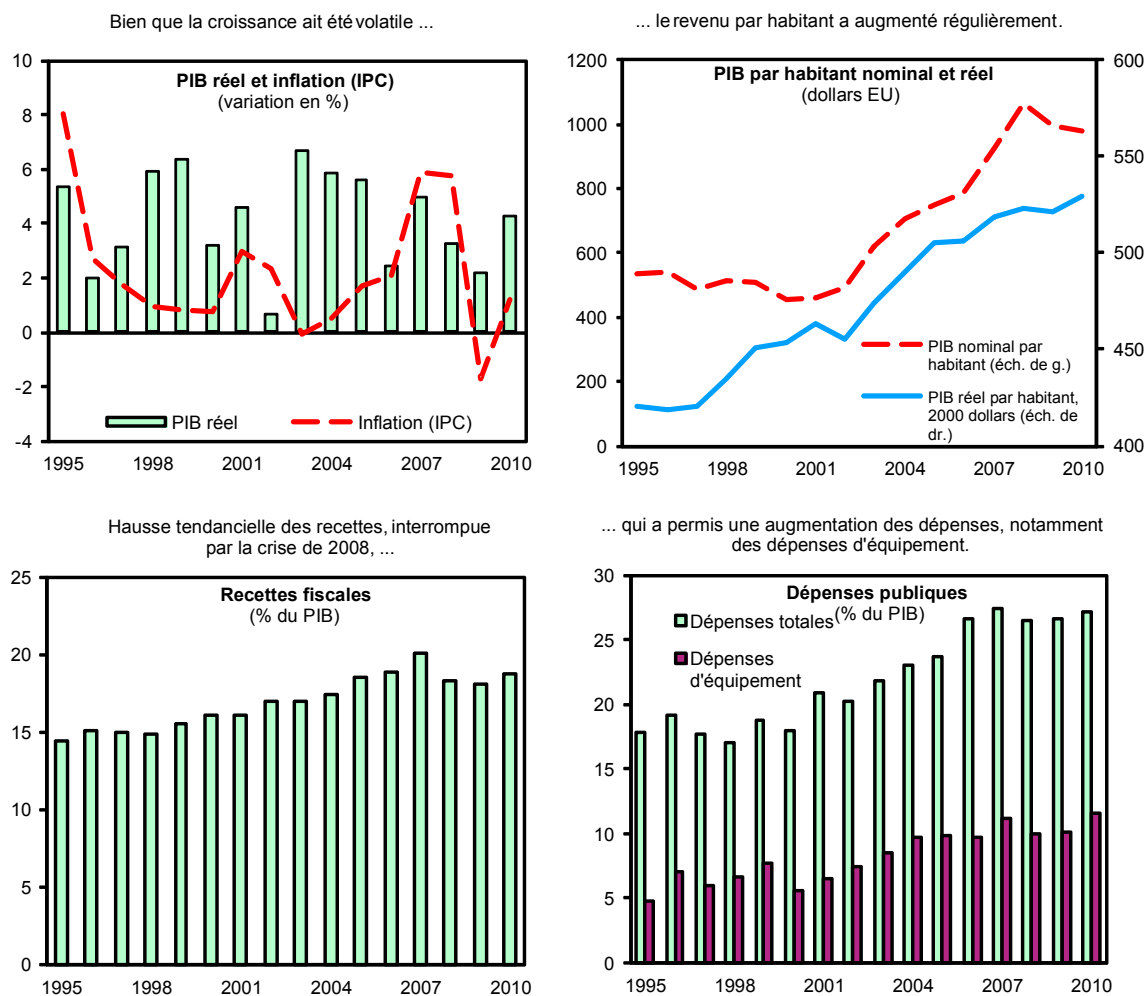 Bien que la croissance ait été volatile ...
PIB réel et inflation (IPC)
(variation en %)
10
8
6
4
2
0
-2
-4
PIB réel
Inflation (IPC)
1995 1998 2001 2004 2007 2010
... le revenu par habitant a augmenté régulièrement.
PIB par habitant nominal et réel
(dollars EU)
1200
1000
800
600
400
200
0
600
550
500
450
400
PIB nominal par
habitant (éch. de g.)
PIB réel par habitant,
2000 dollars (éch. de
dr.)
1995 1998 2001 2004 2007 2010
Hausse tendancielle des recettes, interrompue
par la crise de 2008, ...
Recettes fiscales
(% du PIB)
25
20
15
10
5
0
1995 1998 2001 2004 2007 2010
... qui a permis une augmentation des dépenses, notamment
des dépenses d'équipement.
Dépenses publiques
(% du PIB)
30
25
20
15
10
5
0
Dépenses totales
Dépenses
d'équipement
1995 1998 2001 2004 2007 2010